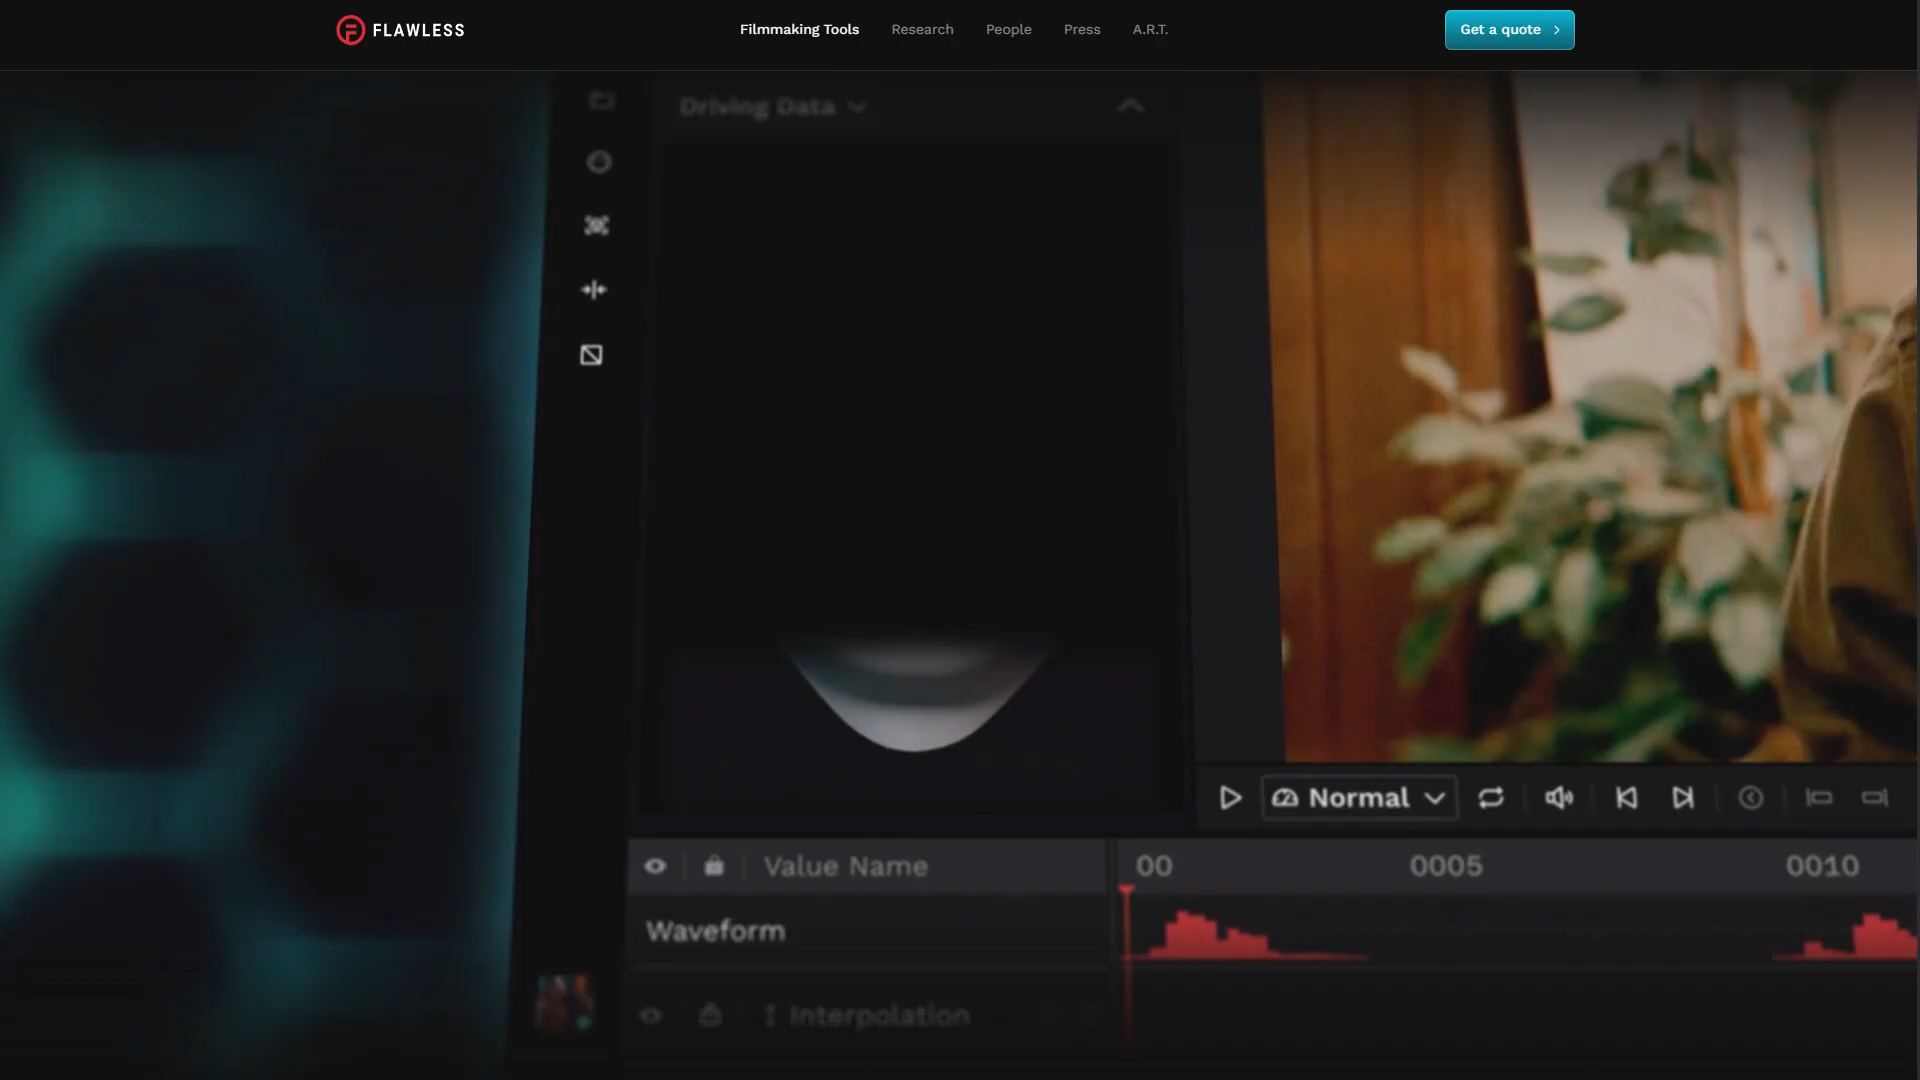 FLAWLESS
Filmmaking Tools
Research
People
Press
A.R.T.
Get a quote
Driving Data
Normal
Value Name
00
0005
0010
Waveform
Interpolation